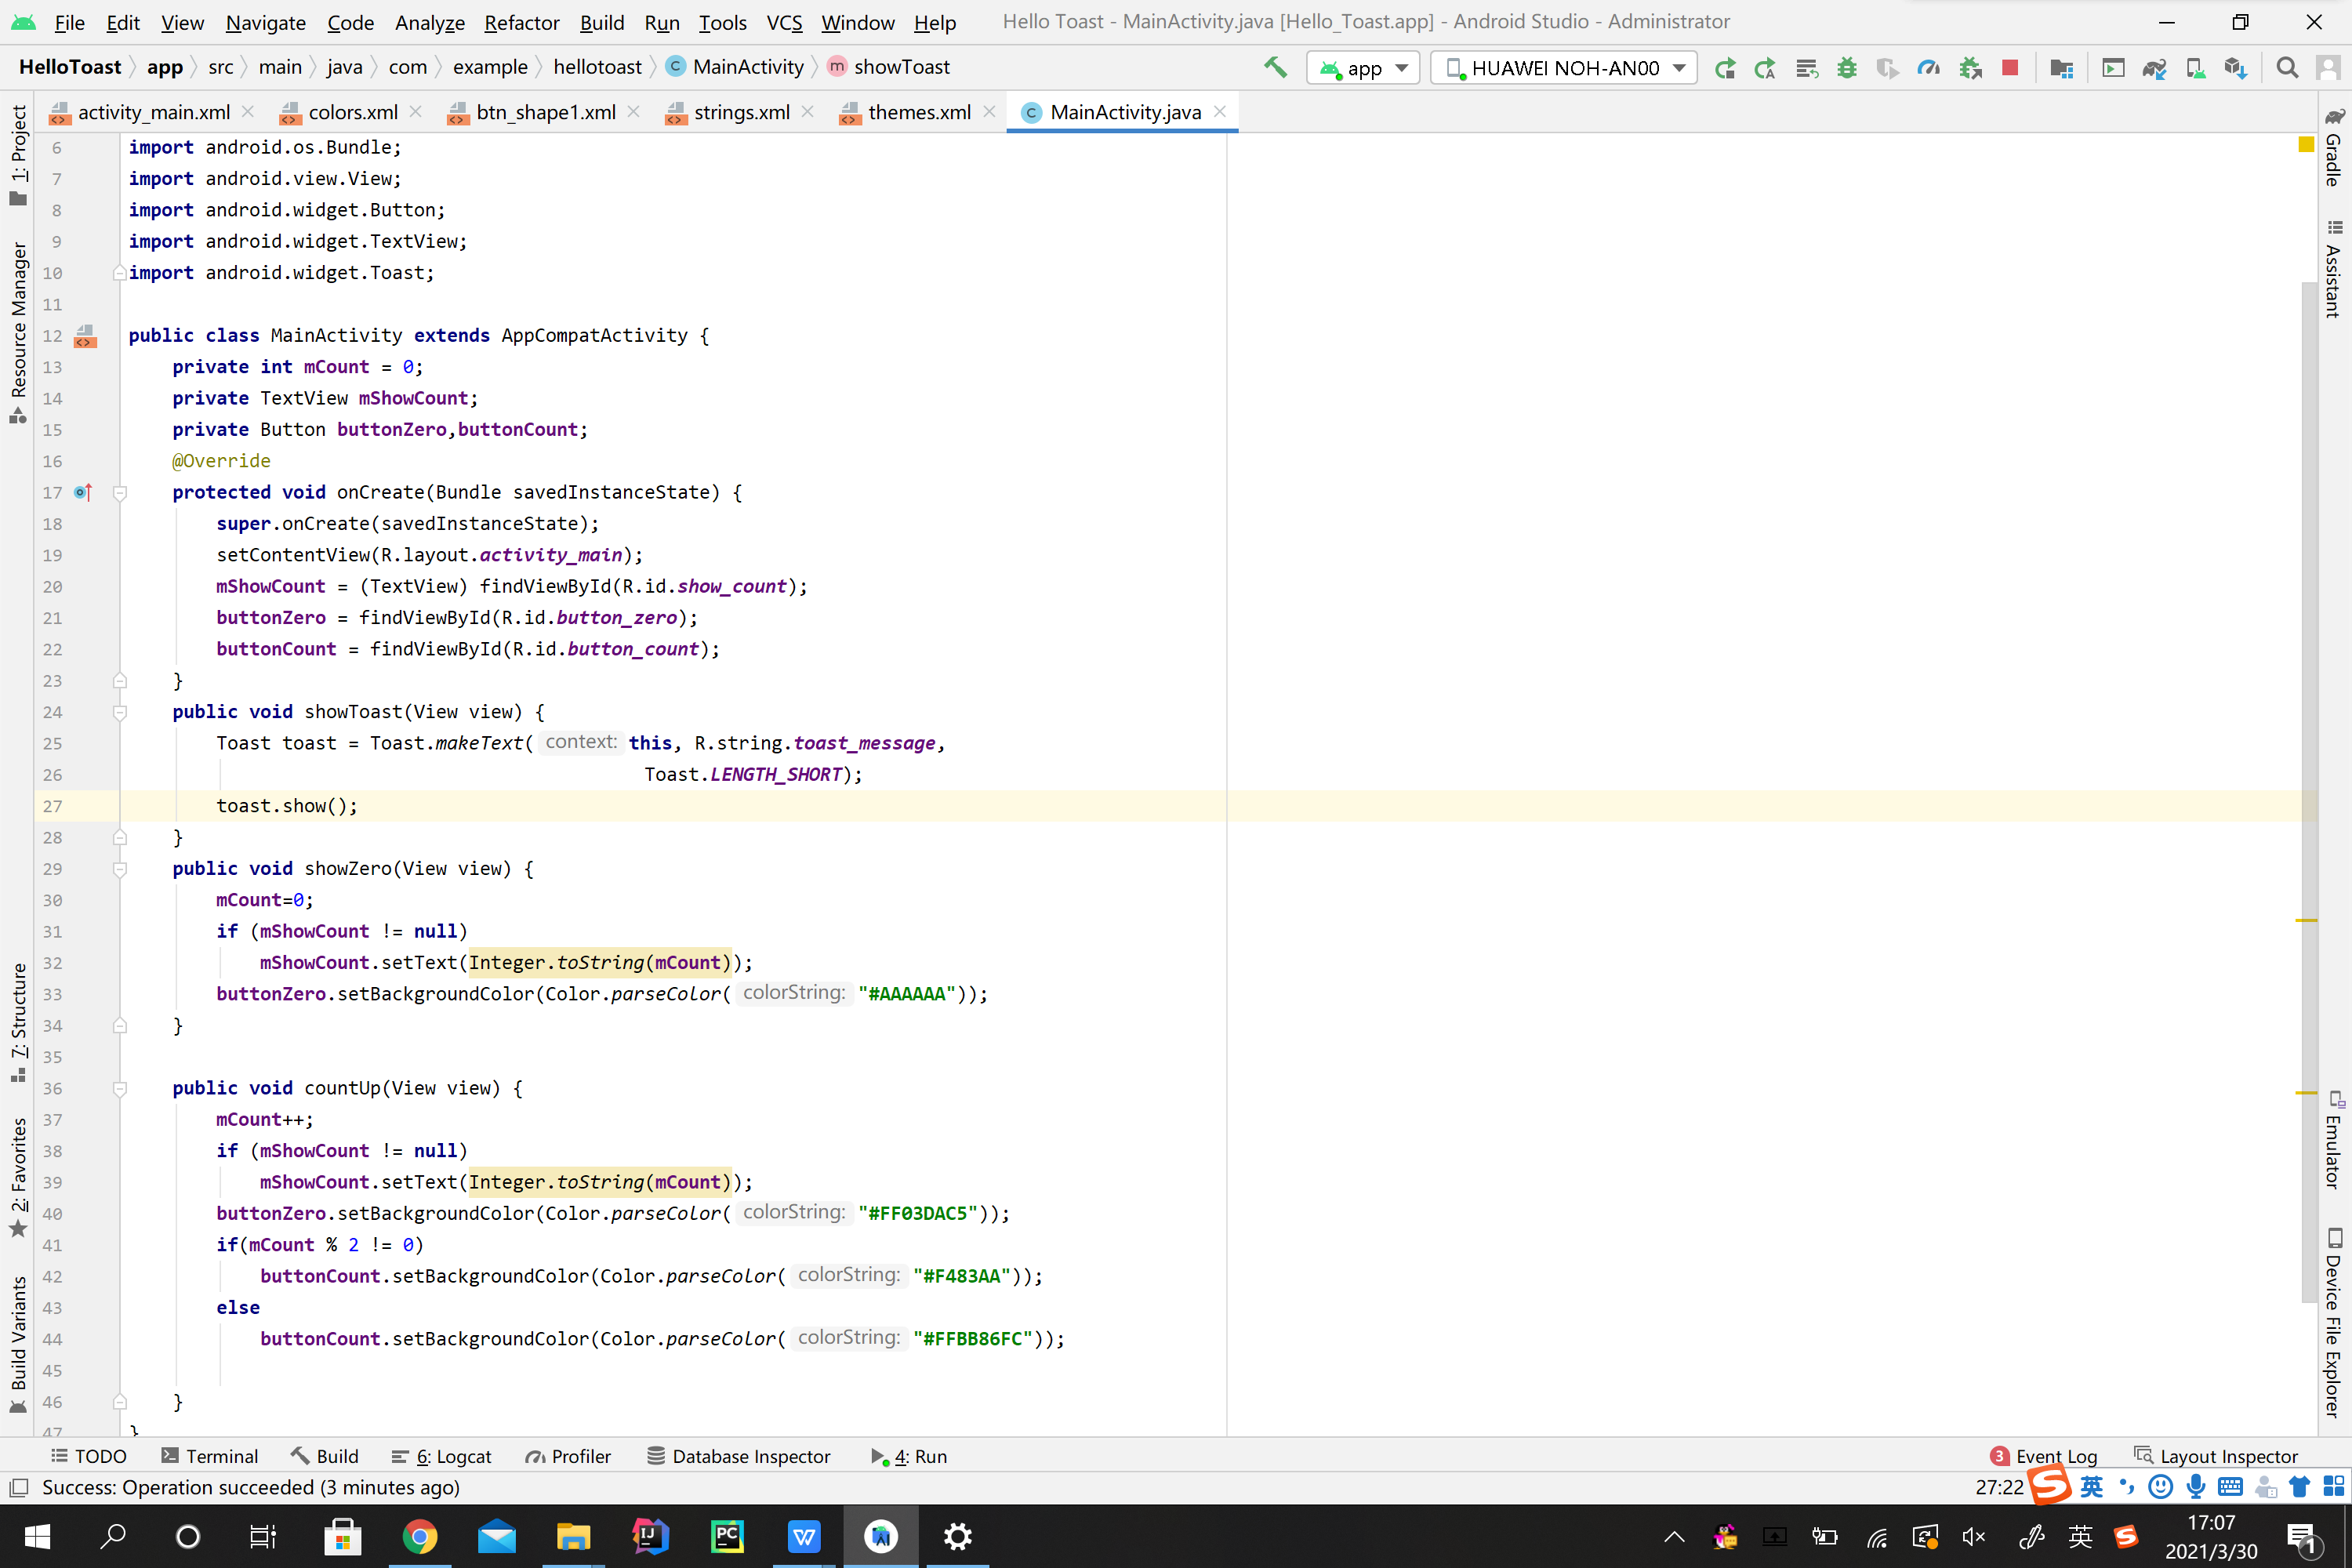 File Edit View Navigate Code Analyze Refactor Build Run Tools VCS Window Help Hello Toast - MainActivity.java [Hello_Toast.app] - Android Studio - Administrator
HelloToast app src main java com example hellotoast C MainActivity m showToast app HUAWEI NOH-AN00
activity_main.xml colors.xml btn_shape1.xml strings.xml themes.xml C MainActivity.java
1: Project
Resource Manager
7: Structure
2: Favorites
Build Variants
6 import android.os.Bundle;
7 import android.view.View;
8 import android.widget.Button;
9 import android.widget.TextView;
10 import android.widget.Toast;
11
12 public class MainActivity extends AppCompatActivity {
13 private int mCount = 0;
14 private TextView mShowCount;
15 private Button buttonZero,buttonCount;
16 @Override
17 protected void onCreate(Bundle savedInstanceState) {
18 super.onCreate(savedInstanceState);
19 setContentView(R.layout.activity_main);
20 mShowCount = (TextView) findViewById(R.id.show_count);
21 buttonZero = findViewById(R.id.button_zero);
22 buttonCount = findViewById(R.id.button_count);
23 }
24 public void showToast(View view) {
25 Toast toast = Toast.makeText( context: this, R.string.toast_message,
26 Toast.LENGTH_SHORT);
27 toast.show();
28 }
29 public void showZero(View view) {
30 mCount=0;
31 if (mShowCount != null)
32 mShowCount.setText(Integer.toString(mCount));
33 buttonZero.setBackgroundColor(Color.parseColor( colorString: "#AAAAAA"));
34 }
35
36 public void countUp(View view) {
37 mCount++;
38 if (mShowCount != null)
39 mShowCount.setText(Integer.toString(mCount));
40 buttonZero.setBackgroundColor(Color.parseColor( colorString: "#FF03DAC5"));
41 if(mCount % 2 != 0)
42 buttonCount.setBackgroundColor(Color.parseColor( colorString: "#F483AA"));
43 else
44 buttonCount.setBackgroundColor(Color.parseColor( colorString: "#FFBB86FC"));
45
46 }
47 }
Gradle
Assistant
Emulator
Device File Explorer
TODO Terminal Build 6: Logcat Profiler Database Inspector 4: Run 3 Event Log Layout Inspector
Success: Operation succeeded (3 minutes ago) 27:22 S 英
IJ PC W 英 S 17:07
2021/3/30 1